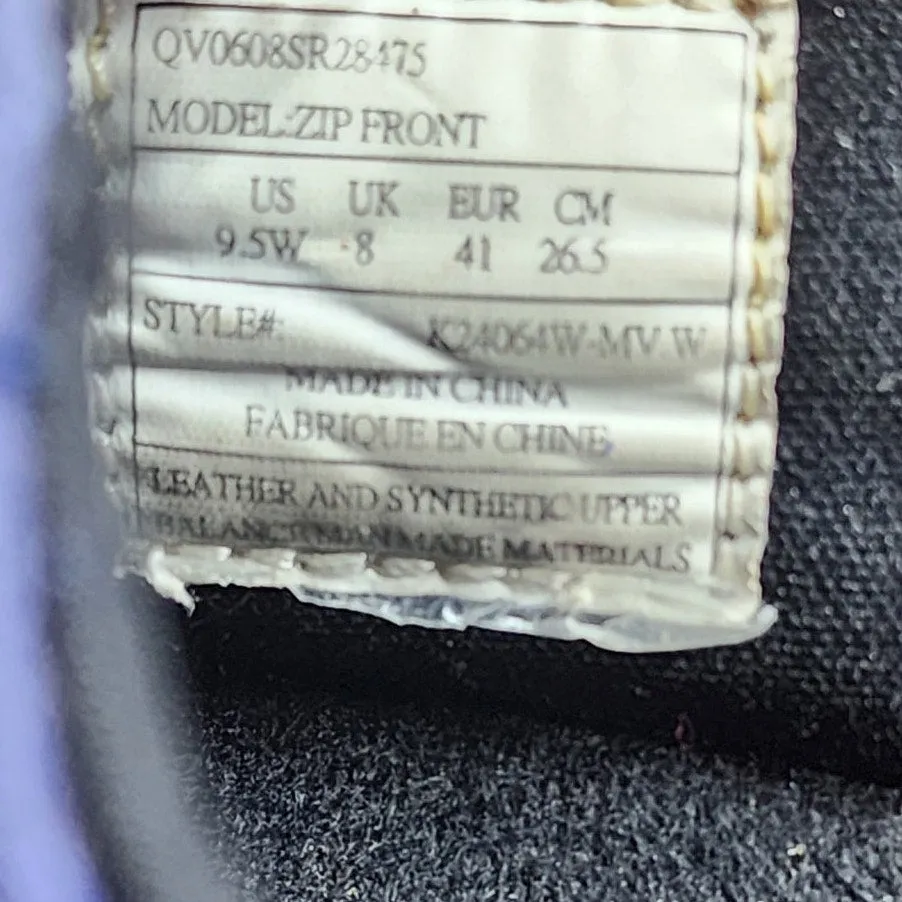 QV0608SR28475
MODEL:ZIP FRONT
US UK EUR CM
9.5W 8 41 26.5
STYLE#: K24064W-MV W
MADE IN CHINA
FABRIQUE EN CHINE
LEATHER AND SYNTHETIC UPPER
BALANCE MAN MADE MATERIALS